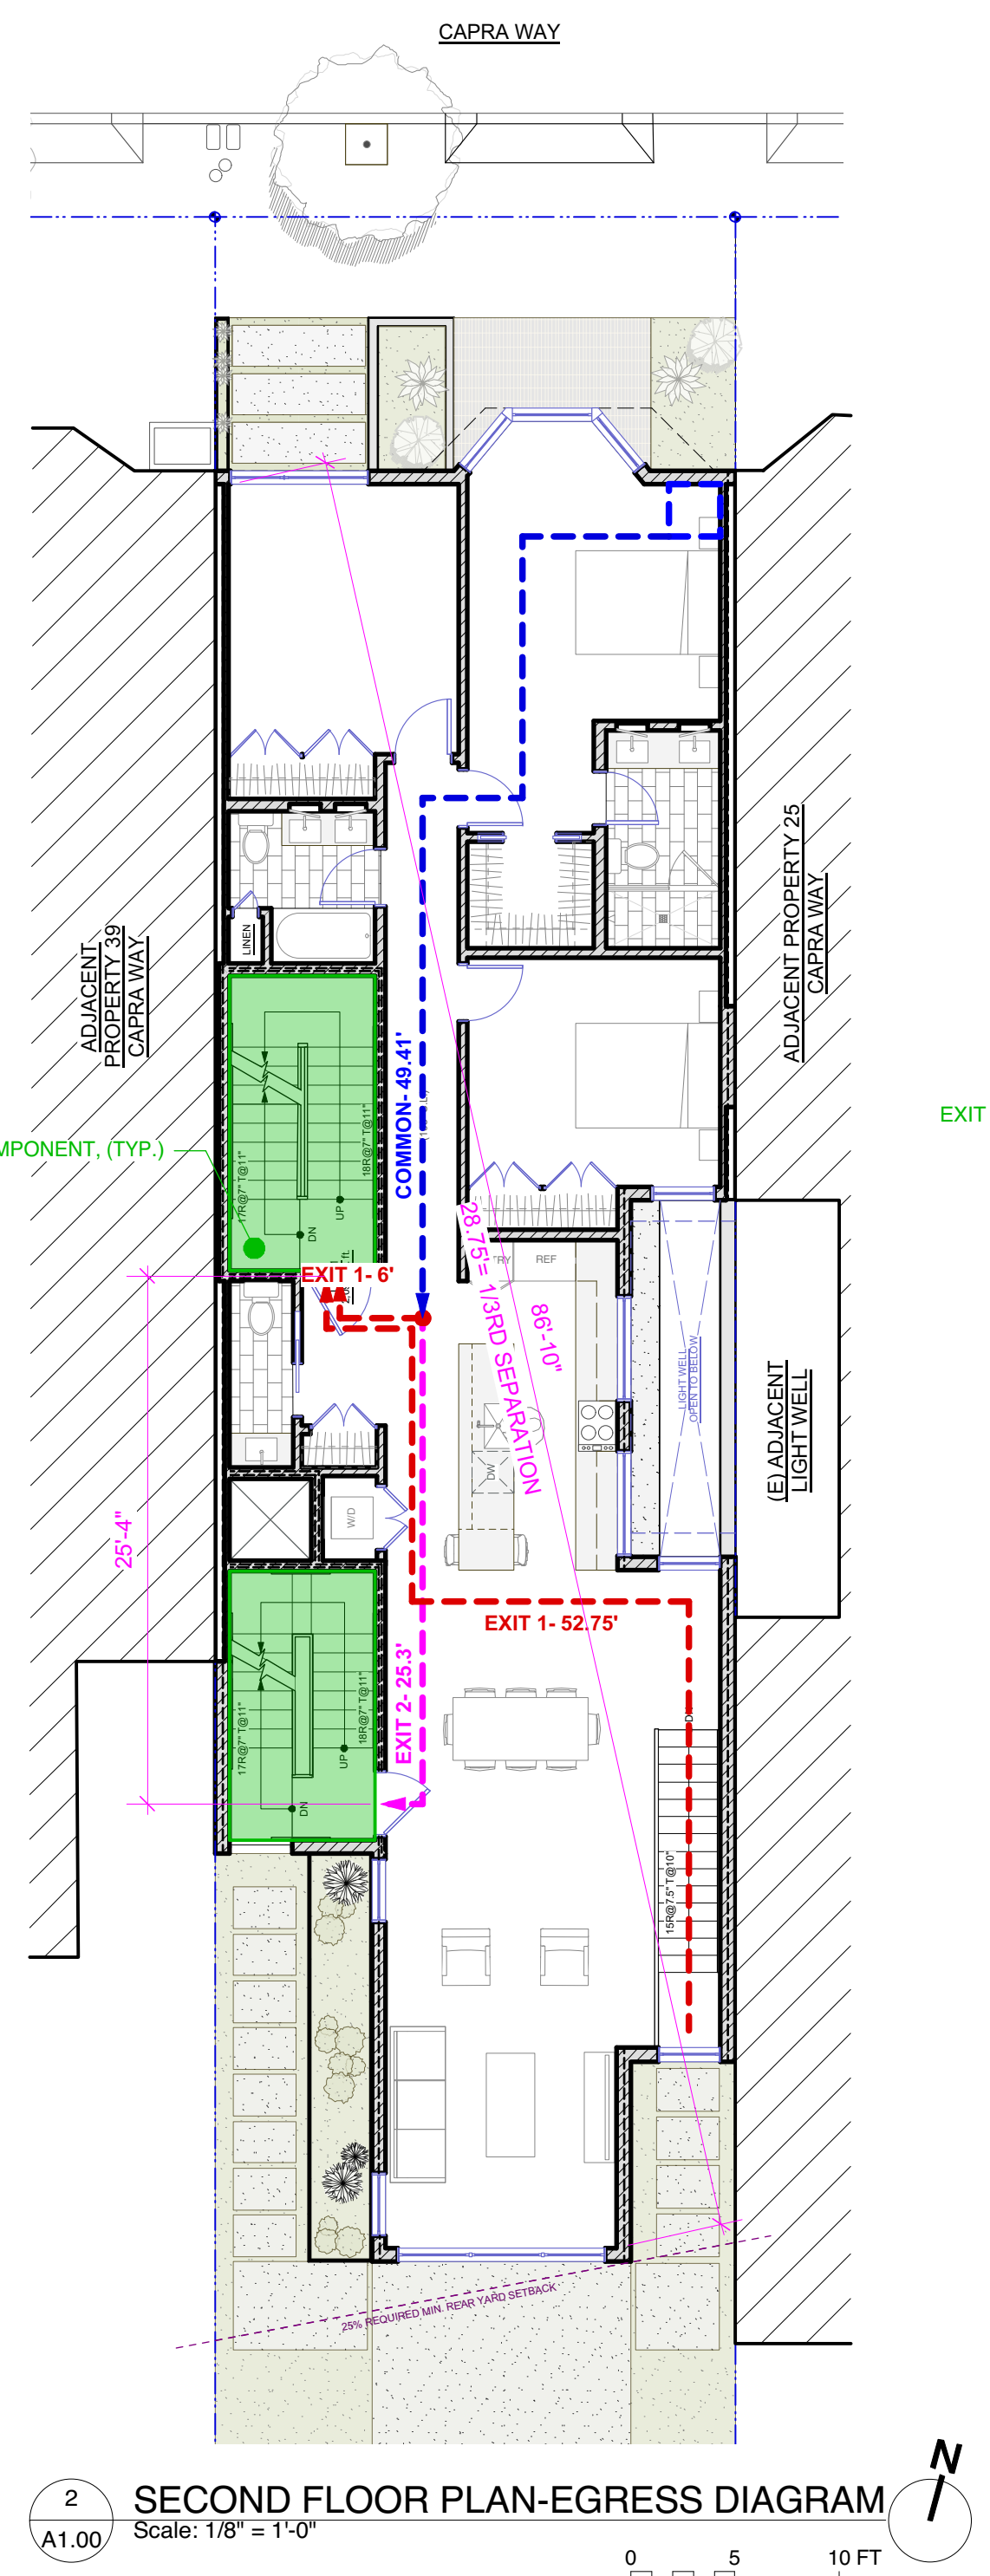 CAPRA WAY
ADJACENT
PROPERTY 39
CAPRA WAY
ADJACENT PROPERTY 25
CAPRA WAY
LINEN
COMMON- 49.41'
EXIT
MPONENT, (TYP.)
17R@7" T@11"
18R@7" T@11"
UP
DN
EXIT 1- 6'
REF
28.75'= 1/3RD SEPARATION
86'-10"
LIGHT WELL
OPEN TO BELOW
(E) ADJACENT
LIGHT WELL
DW
W/D
25'-4"
EXIT 1- 52.75'
EXIT 2- 25.3'
17R@7" T@11"
18R@7" T@11"
UP
DN
DN
15R@7.5" T@10"
25% REQUIRED MIN. REAR YARD SETBACK
N
2
A1.00
SECOND FLOOR PLAN-EGRESS DIAGRAM
Scale: 1/8" = 1'-0"
0 5 10 FT